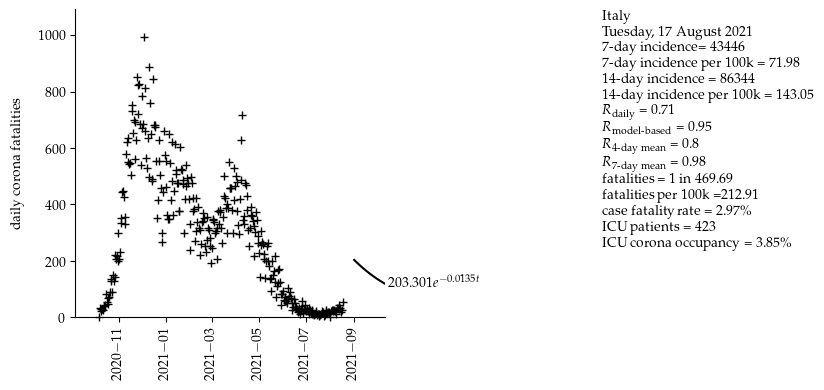 Italy
Tuesday, 17 August 2021
7-day incidence= 43446
7-day incidence per 100k = 71.98
14-day incidence = 86344
14-day incidence per 100k = 143.05
R_daily = 0.71
R_model-based = 0.95
R_4-day mean = 0.8
R_7-day mean = 0.98
fatalities = 1 in 469.69
fatalities per 100k =212.91
case fatality rate = 2.97%
ICU patients = 423
ICU corona occupancy = 3.85%
daily corona fatalities
1000
800
600
400
200
0
203.301e^{-0.0135t}
2020−11
2021−01
2021−03
2021−05
2021−07
2021−09